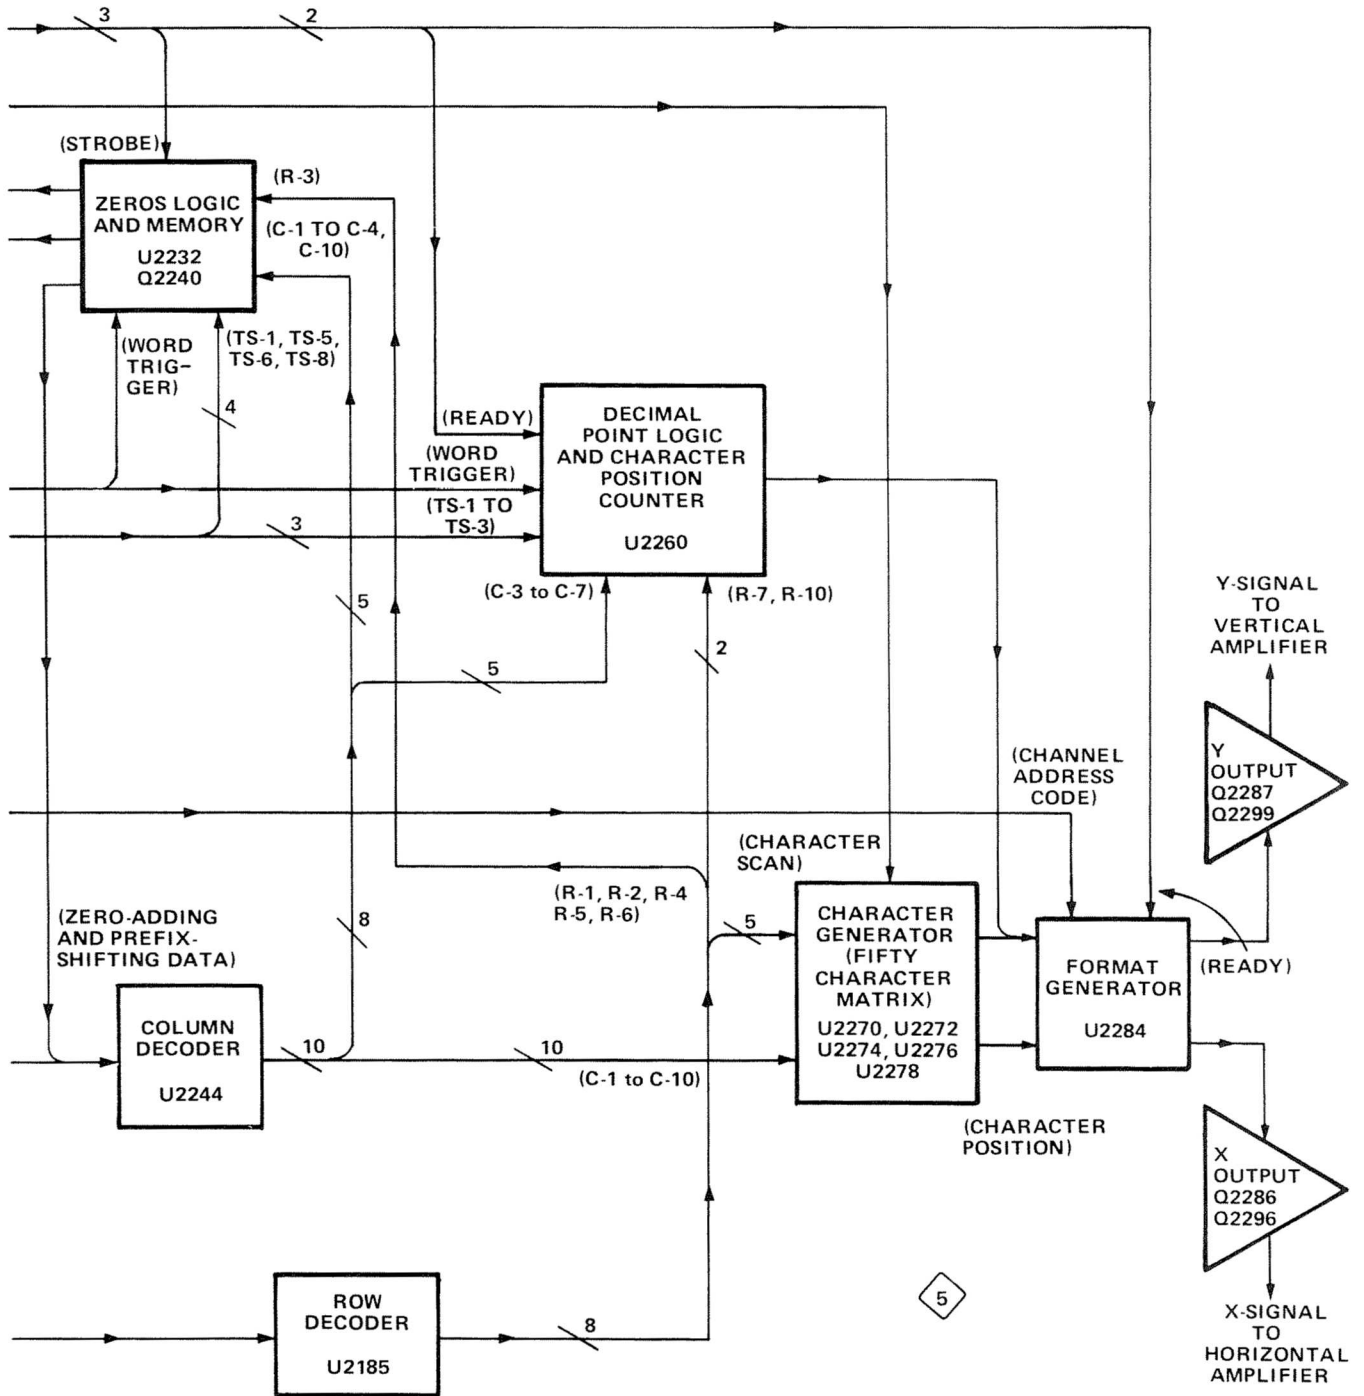 3
2
(STROBE)
ZEROS LOGIC
AND MEMORY
U2232
Q2240
(R-3)
(C-1 TO C-4,
C-10)
(WORD
TRIG-
GER)
(TS-1, TS-5,
TS-6, TS-8)
4
(READY)
(WORD
TRIGGER)
(TS-1 TO
TS-3)
3
DECIMAL
POINT LOGIC
AND CHARACTER
POSITION
COUNTER
U2260
(C-3 to C-7)
(R-7, R-10)
5
5
2
Y-SIGNAL
TO
VERTICAL
AMPLIFIER
Y
OUTPUT
Q2287
Q2299
(CHANNEL
ADDRESS
CODE)
(CHARACTER
SCAN)
(R-1, R-2, R-4
R-5, R-6)
8
5
(ZERO-ADDING
AND PREFIX-
SHIFTING DATA)
COLUMN
DECODER
U2244
10
10
(C-1 to C-10)
CHARACTER
GENERATOR
(FIFTY
CHARACTER
MATRIX)
U2270, U2272
U2274, U2276
U2278
FORMAT
GENERATOR
U2284
(READY)
(CHARACTER
POSITION)
X
OUTPUT
Q2286
Q2296
X-SIGNAL
TO
HORIZONTAL
AMPLIFIER
ROW
DECODER
U2185
8
5